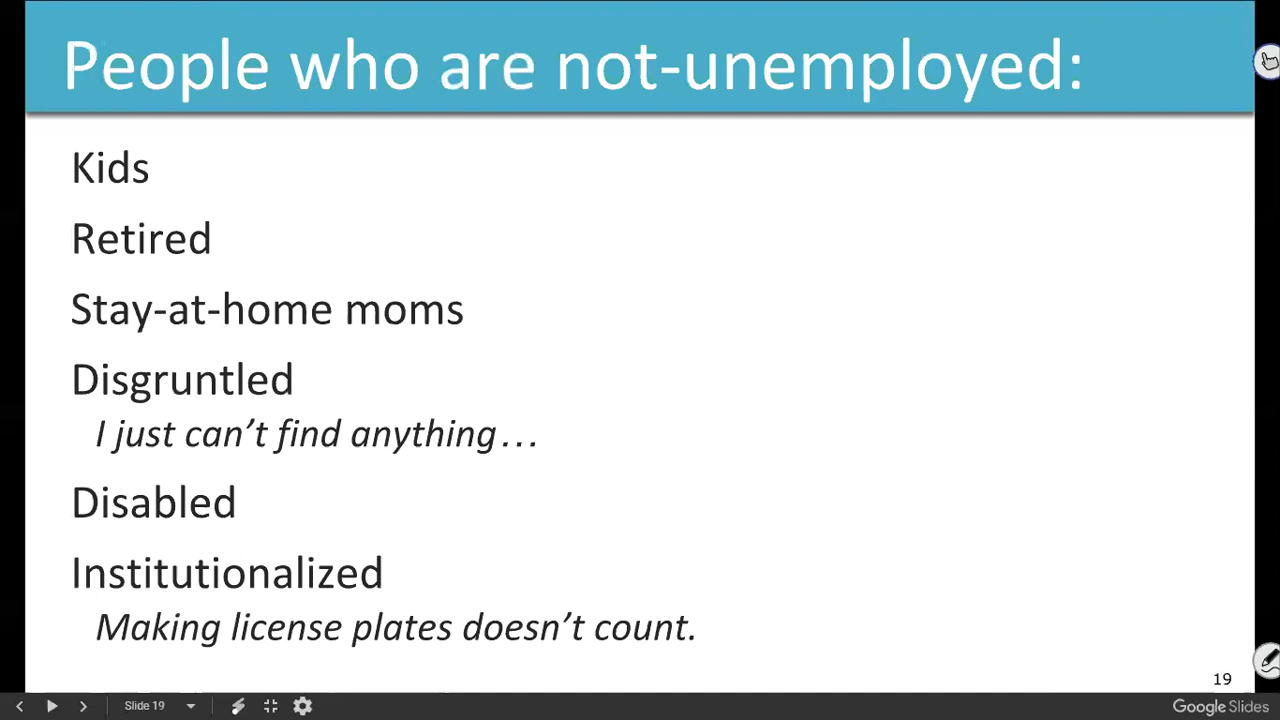 People who are not-unemployed:
Kids
Retired
Stay-at-home moms
Disgruntled
I just can’t find anything…
Disabled
Institutionalized
Making license plates doesn’t count.
19
Slide 19
Google Slides